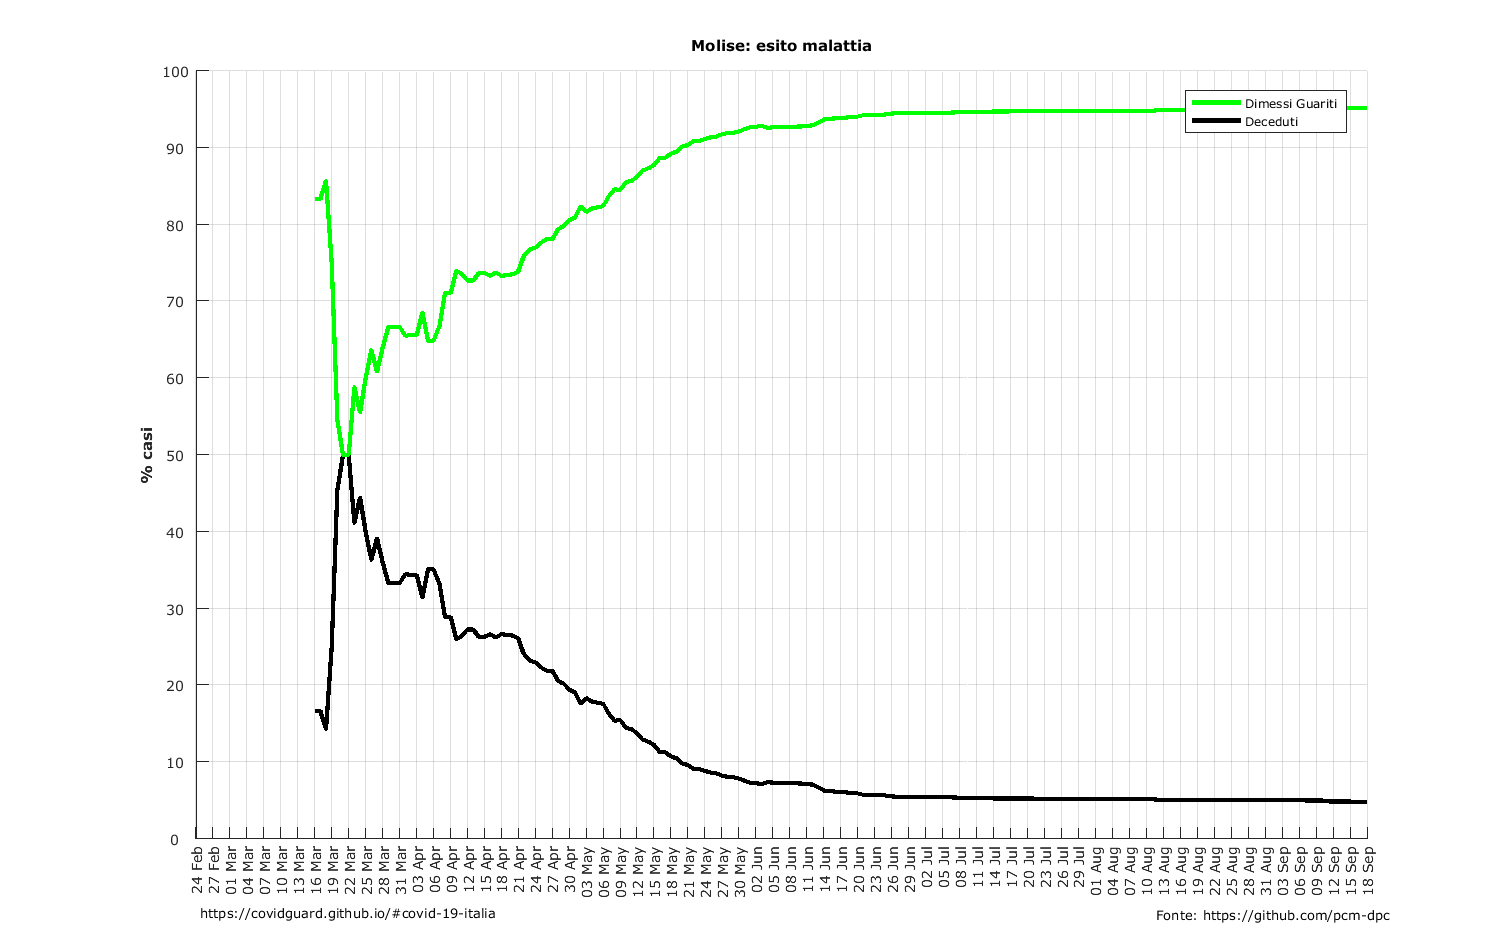 Molise: esito malattia
100
90
80
70
60
50
40
30
20
10
0
% casi
Dimessi Guariti
Deceduti
24 Feb
27 Feb
01 Mar
04 Mar
07 Mar
10 Mar
13 Mar
16 Mar
19 Mar
22 Mar
25 Mar
28 Mar
31 Mar
03 Apr
06 Apr
09 Apr
12 Apr
15 Apr
18 Apr
21 Apr
24 Apr
27 Apr
30 Apr
03 May
06 May
09 May
12 May
15 May
18 May
21 May
24 May
27 May
30 May
02 Jun
05 Jun
08 Jun
11 Jun
14 Jun
17 Jun
20 Jun
23 Jun
26 Jun
29 Jun
02 Jul
05 Jul
08 Jul
11 Jul
14 Jul
17 Jul
20 Jul
23 Jul
26 Jul
29 Jul
01 Aug
04 Aug
07 Aug
10 Aug
13 Aug
16 Aug
19 Aug
22 Aug
25 Aug
28 Aug
31 Aug
03 Sep
06 Sep
09 Sep
12 Sep
15 Sep
18 Sep
https://covidguard.github.io/#covid-19-italia
Fonte: https://github.com/pcm-dpc